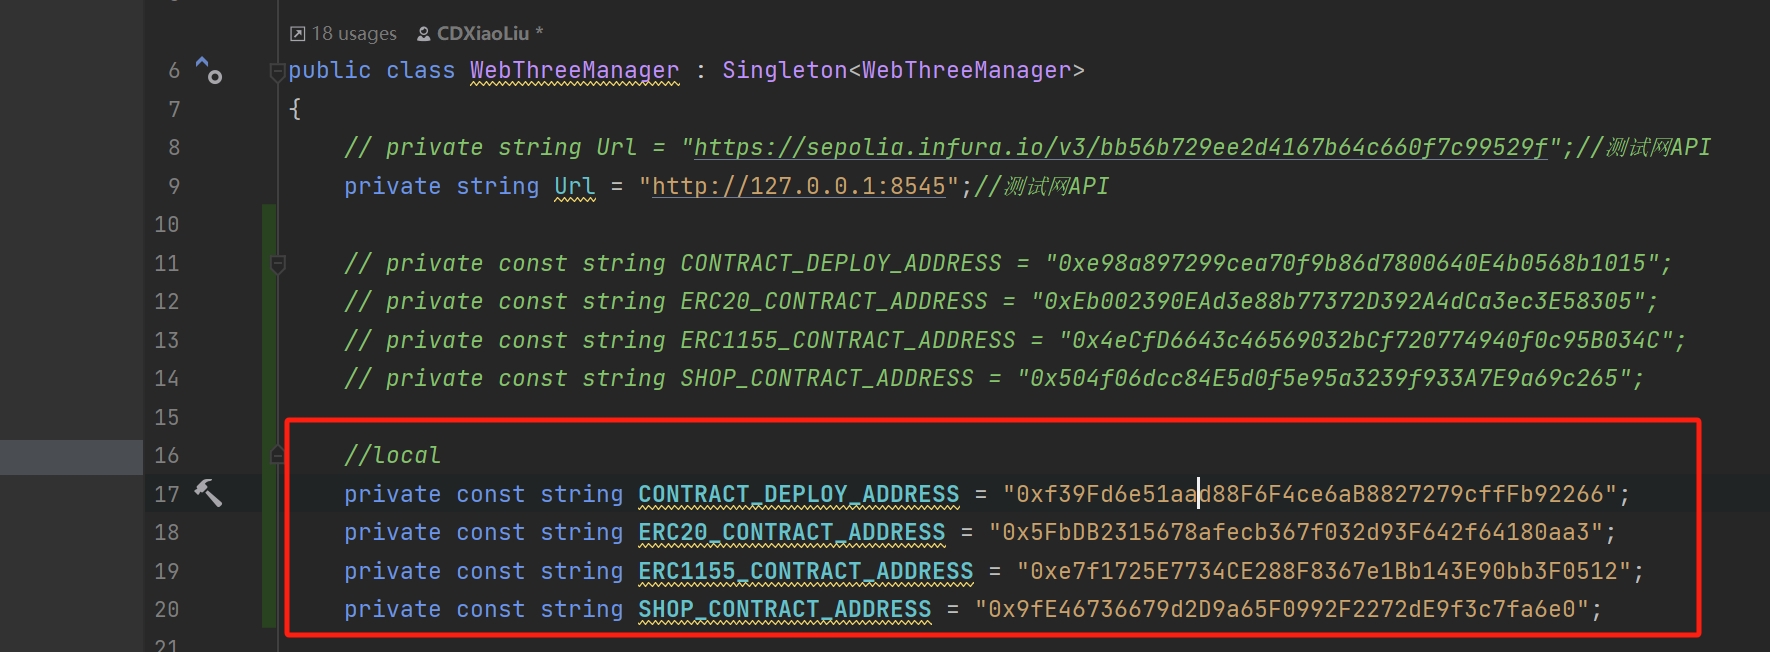 18 usages CDXiaoLiu *
6 public class WebThreeManager : Singleton<WebThreeManager>
7 {
8 // private string Url = "https://sepolia.infura.io/v3/bb56b729ee2d4167b64c660f7c99529f";//测试网API
9 private string Url = "http://127.0.0.1:8545";//测试网API
10
11 // private const string CONTRACT_DEPLOY_ADDRESS = "0xe98a897299cea70f9b86d7800640E4b0568b1015";
12 // private const string ERC20_CONTRACT_ADDRESS = "0xEb002390EAd3e88b77372D392A4dCa3ec3E58305";
13 // private const string ERC1155_CONTRACT_ADDRESS = "0x4eCfD6643c46569032bCf720774940f0c95B034C";
14 // private const string SHOP_CONTRACT_ADDRESS = "0x504f06dcc84E5d0f5e95a3239f933A7E9a69c265";
15
16 //local
17 private const string CONTRACT_DEPLOY_ADDRESS = "0xf39Fd6e51aad88F6F4ce6aB8827279cffFb92266";
18 private const string ERC20_CONTRACT_ADDRESS = "0x5FbDB2315678afecb367f032d93F642f64180aa3";
19 private const string ERC1155_CONTRACT_ADDRESS = "0xe7f1725E7734CE288F8367e1Bb143E90bb3F0512";
20 private const string SHOP_CONTRACT_ADDRESS = "0x9fE46736679d2D9a65F0992F2272dE9f3c7fa6e0";
21